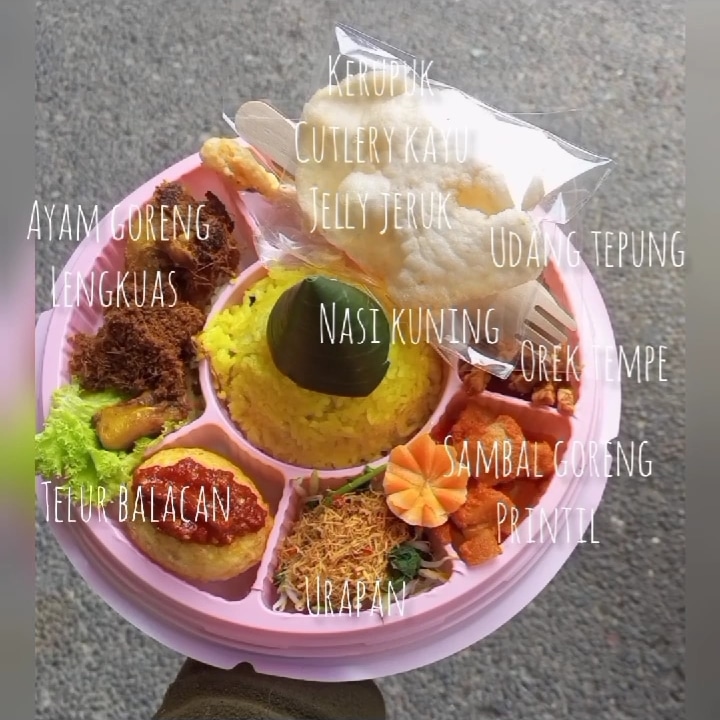 Kerupuk
Cutlery kayu
Jelly jeruk
Ayam goreng
Lengkuas
Udang tepung
Nasi kuning
Orek tempe
Sambal goreng
Printil
Telur balacan
Urapan